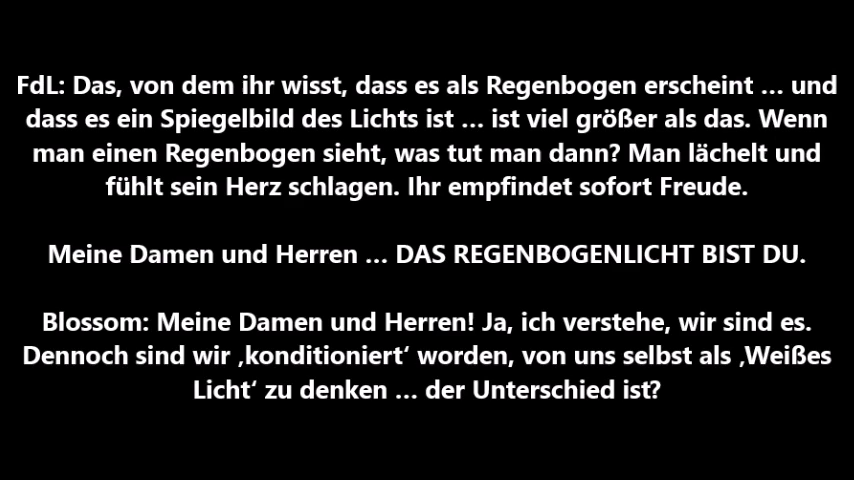 FdL: Das, von dem ihr wisst, dass es als Regenbogen erscheint … und
dass es ein Spiegelbild des Lichts ist … ist viel größer als das. Wenn
man einen Regenbogen sieht, was tut man dann? Man lächelt und
fühlt sein Herz schlagen. Ihr empfindet sofort Freude.
Meine Damen und Herren … DAS REGENBOGENLICHT BIST DU.
Blossom: Meine Damen und Herren! Ja, ich verstehe, wir sind es.
Dennoch sind wir ‚konditioniert‘ worden, von uns selbst als ‚Weißes
Licht‘ zu denken … der Unterschied ist?